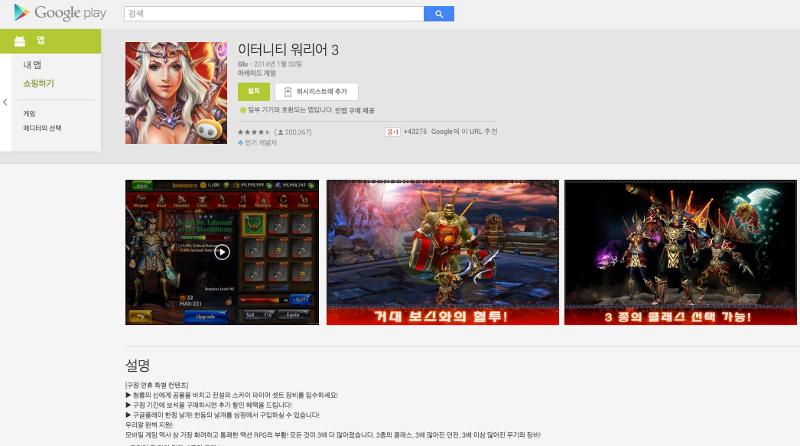 Google play
검색
앱
내 앱
쇼핑하기
게임
에디터의 선택
이터니티 워리어 3
Glu - 2014년 1월 30일
아케이드 게임
설치
위시리스트에 추가
일부 기기와 호환되는 앱입니다. 인앱 구매 제공
(200,367)
g+1 +43275 Google에 이 URL 추천
인기 개발자
Inventory
Upgrade
Sell
Equip
거대 보스와의 혈투!
3 종의 클래스 선택 가능!
설명
[구정 연휴 특별 컨텐츠]
▶ 청룡의 신에게 공물을 바치고 전설의 스카이 파이어 셋트 장비를 입수하세요!
▶ 구정 기간에 보석을 구매하시면 추가 할인 혜택을 드립니다!
▶ 구글플레이 한정 날개! 천둥의 날개를 상점에서 구입하실 수 있습니다!
우리말 완벽 지원!
모바일 게임 역사 상 가장 화려하고 통쾌한 액션 RPG의 부활! 모든 것이 3배 더 많아졌습니다. 3종의 클래스, 3배 많아진 던전, 3배 이상 많아진 무기와 장비!